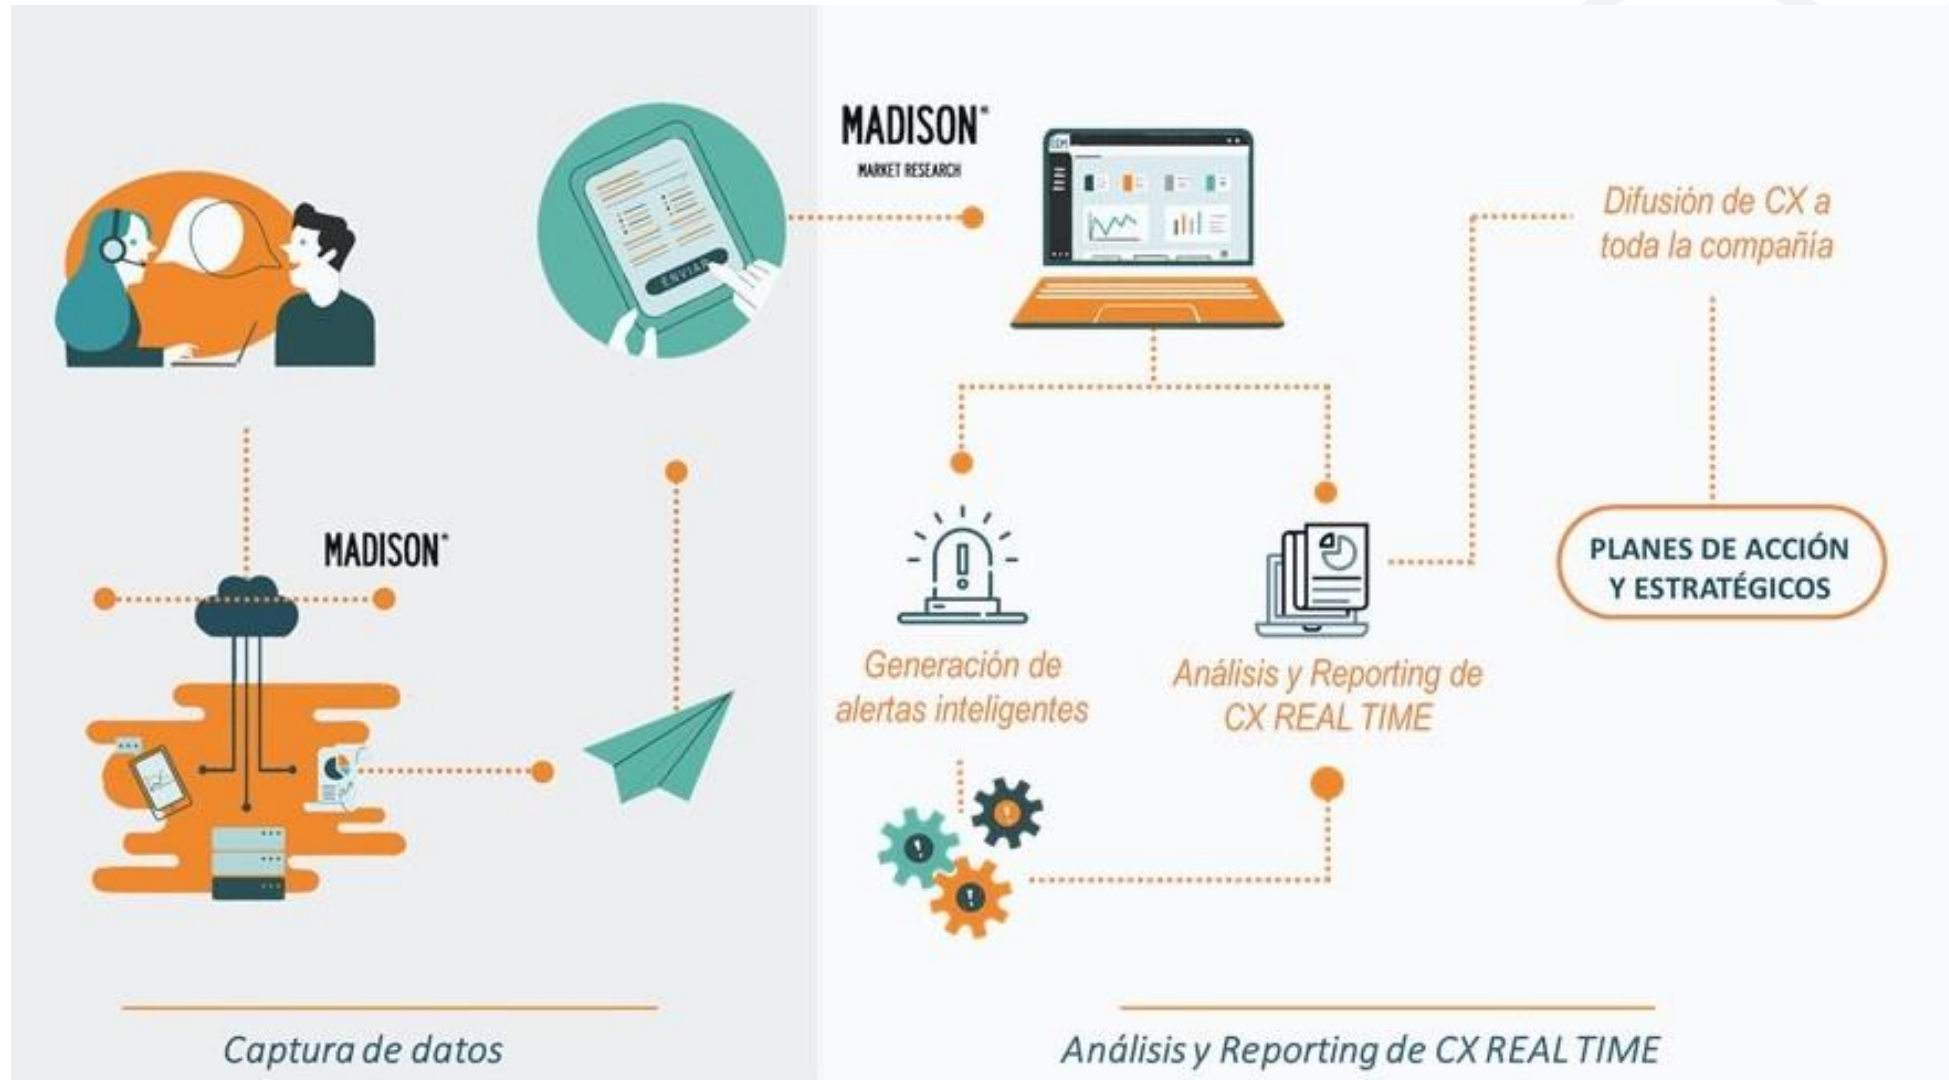 MADISON®
MARKET RESEARCH
ENVIAR
Difusión de CX a
toda la compañía
MADISON®
PLANES DE ACCIÓN
Y ESTRATÉGICOS
Generación de
alertas inteligentes
Análisis y Reporting de
CX REAL TIME
Captura de datos
Análisis y Reporting de CX REAL TIME